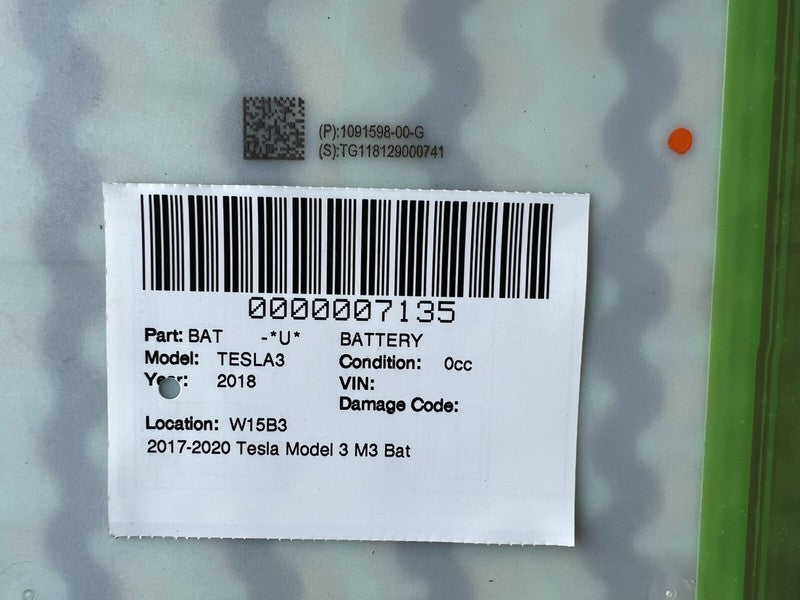 (P):1091598-00-G
(S):TG118129000741
0000007135
Part: BAT -*U* BATTERY
Model: TESLA3 Condition: 0cc
Year: 2018 VIN:
Damage Code:
Location: W15B3
2017-2020 Tesla Model 3 M3 Bat